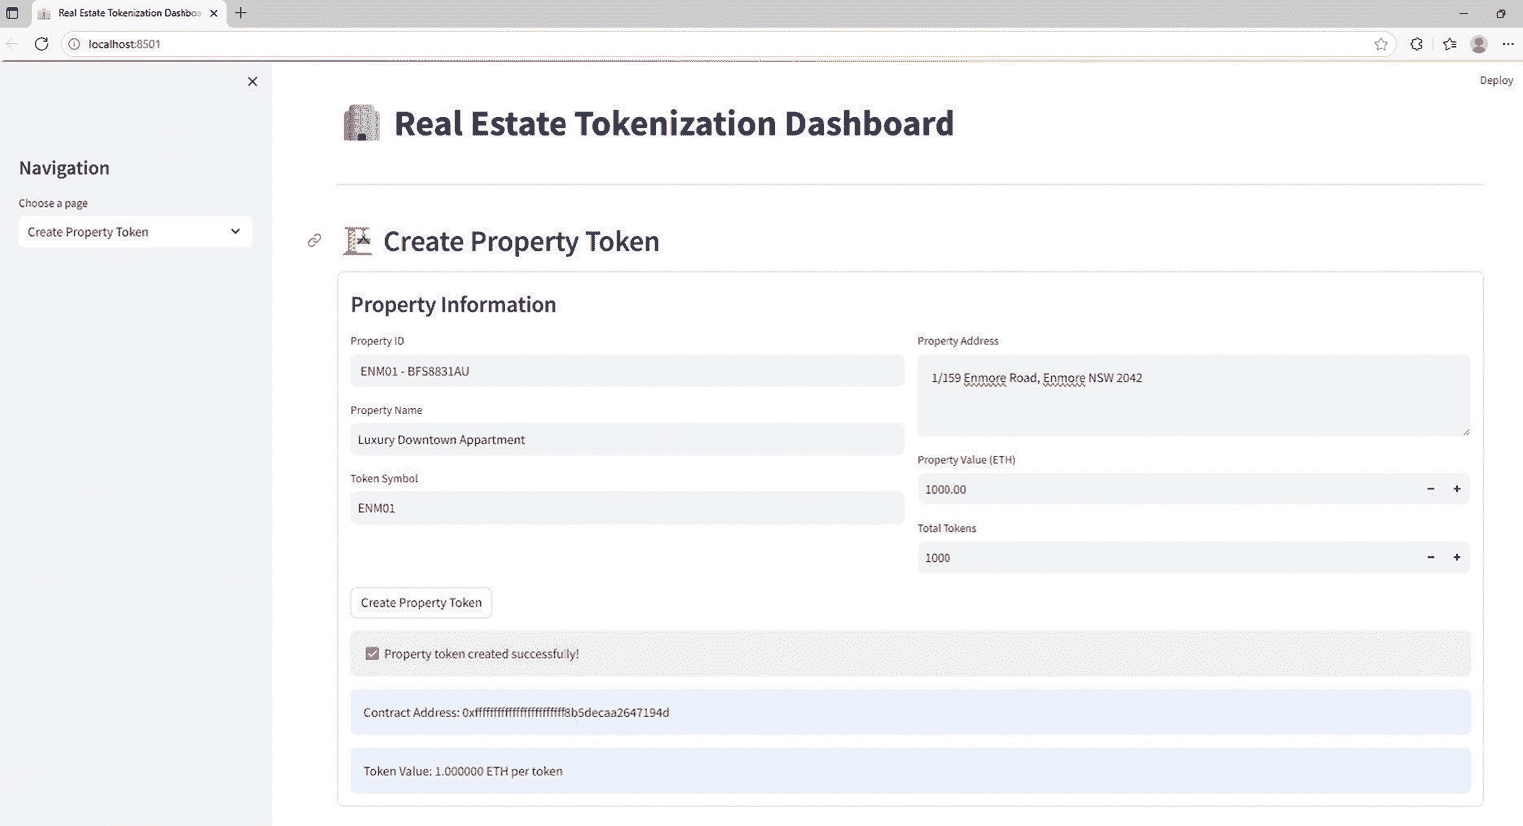 Real Estate Tokenization Dashboa
localhost:8501
Deploy
Real Estate Tokenization Dashboard
Navigation
Choose a page
Create Property Token
Create Property Token
Property Information
Property ID
ENM01 - BFS8831AU
Property Name
Luxury Downtown Appartment
Token Symbol
ENM01
Property Address
1/159 Enmore Road, Enmore NSW 2042
Property Value (ETH)
1000.00
Total Tokens
1000
Create Property Token
Property token created successfully!
Contract Address:
Token Value: 1.000000 ETH per token